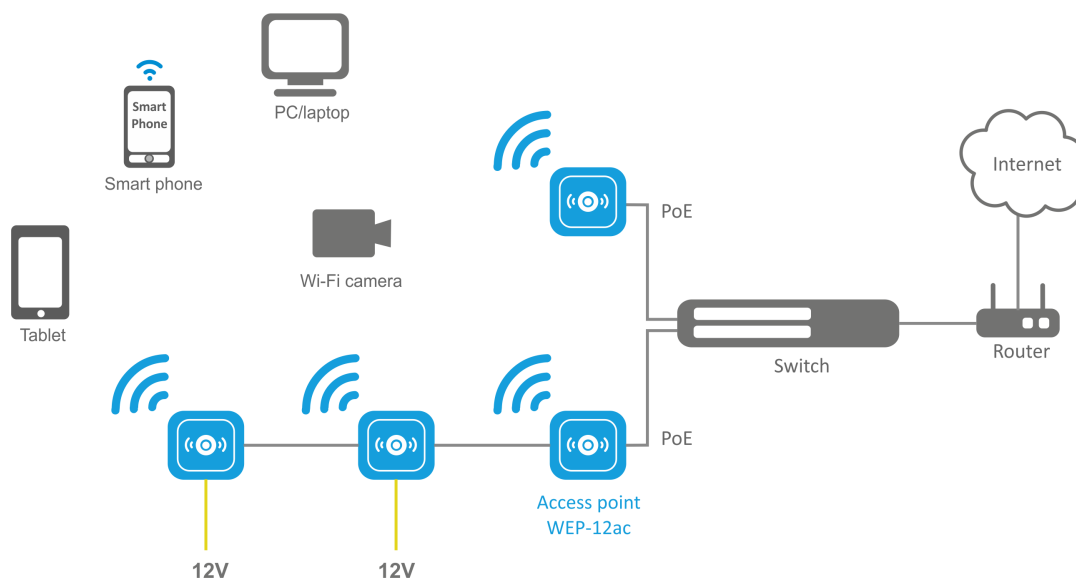 PC/laptop
Smart
Phone
Smart phone
Internet
PoE
Wi-Fi camera
Tablet
Switch
Router
PoE
Access point
WEP-12ac
12V
12V